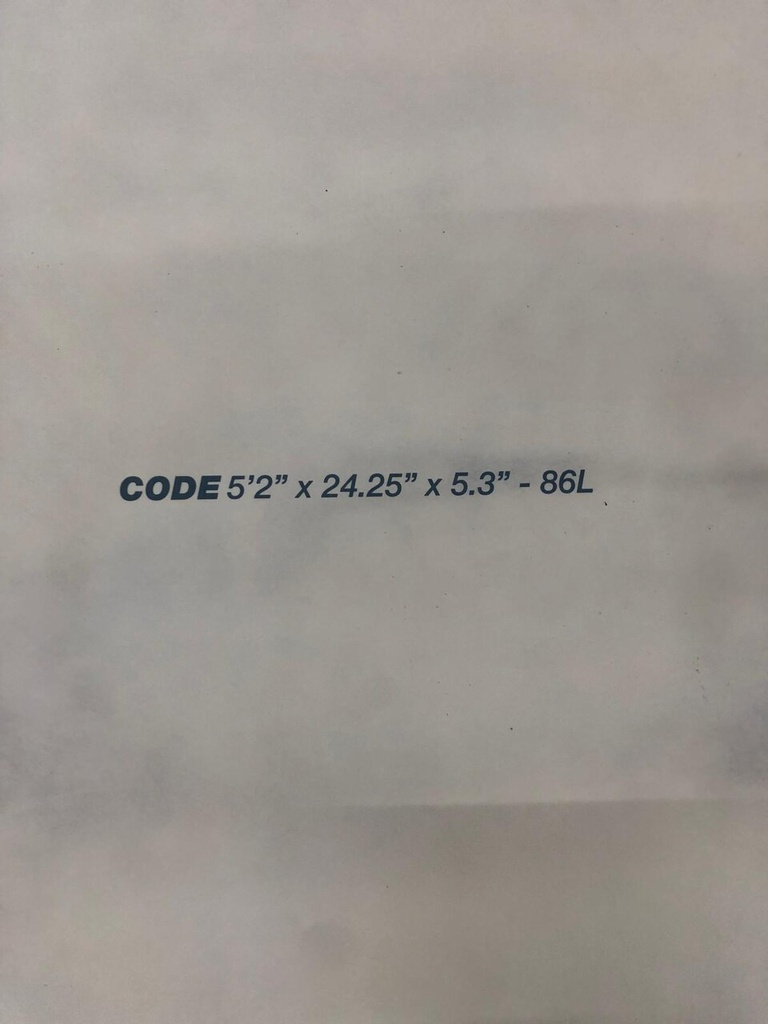 CODE 5’2” x 24.25” x 5.3” - 86L